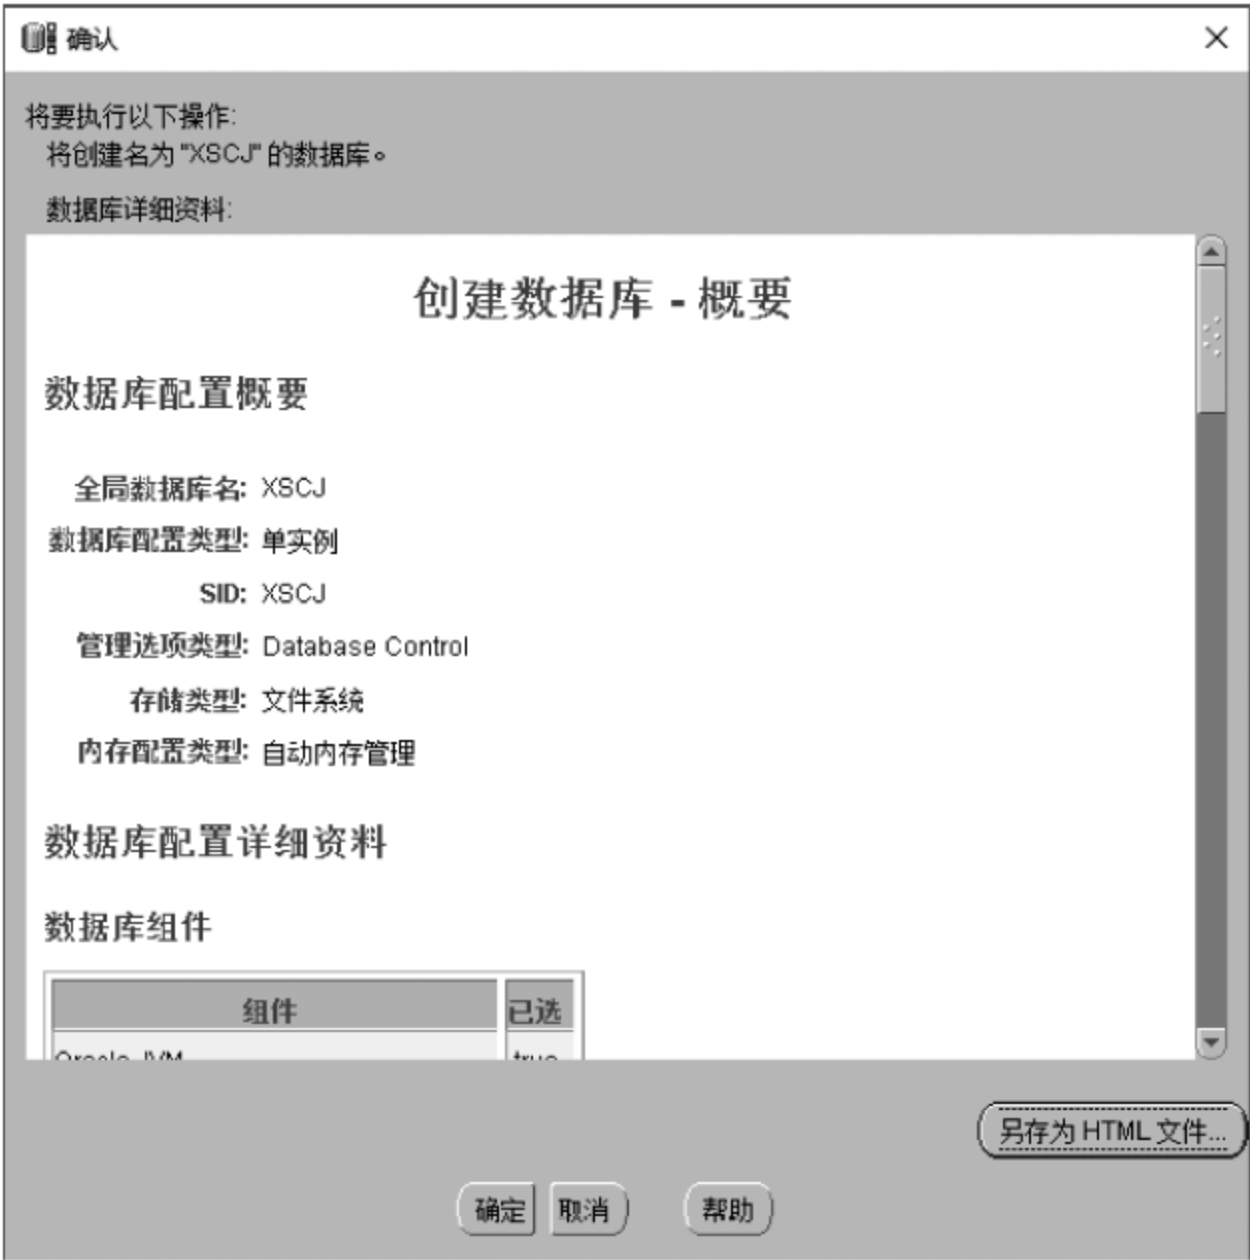 确认
将要执行以下操作:
将创建名为 "XSCJ" 的数据库。
数据库详细资料:
创建数据库 - 概要
数据库配置概要
全局数据库名: XSCJ
数据库配置类型: 单实例
SID: XSCJ
管理选项类型: Database Control
存储类型: 文件系统
内存配置类型: 自动内存管理
数据库配置详细资料
数据库组件
组件 已选
Oracle JVM true
另存为 HTML 文件...
确定 取消 帮助